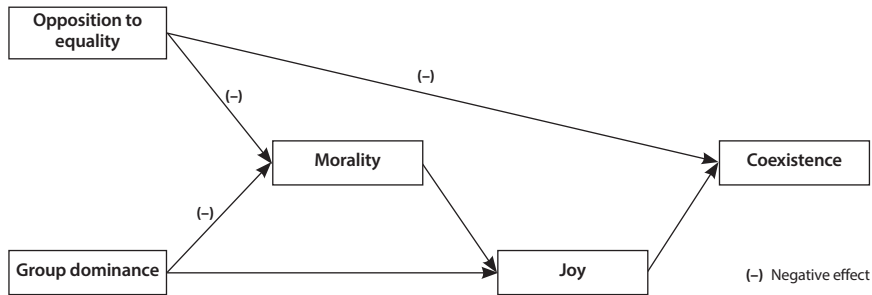 Opposition to
equality
(–)
(–)
Morality
Coexistence
(–)
Group dominance
Joy
(–) Negative effect